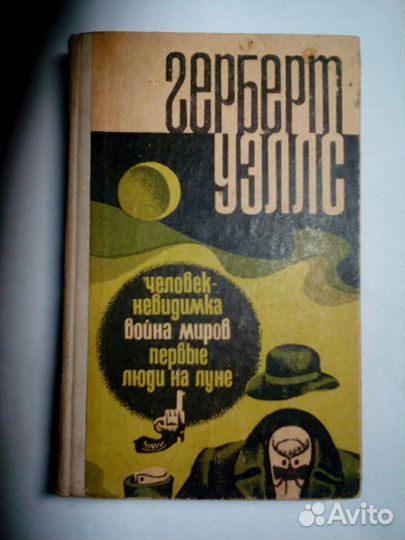 Герберт
Уэллс
человек-
невидимка
война миров
первые
люди на луне
Avito